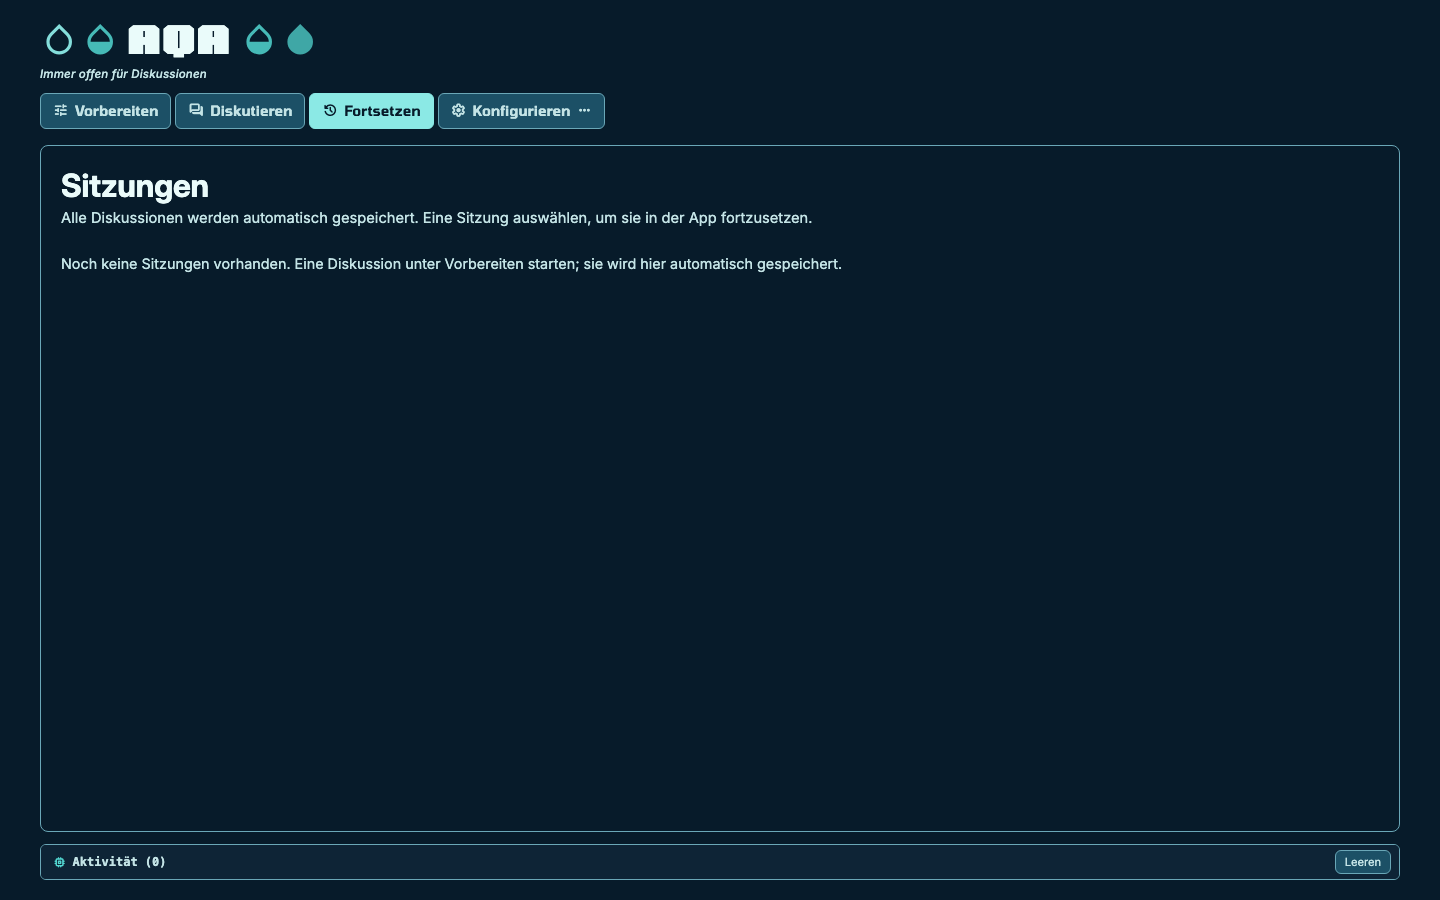 AQA
Immer offen für Diskussionen
Vorbereiten
Diskutieren
Fortsetzen
Konfigurieren ···
Sitzungen
Alle Diskussionen werden automatisch gespeichert. Eine Sitzung auswählen, um sie in der App fortzusetzen.
Noch keine Sitzungen vorhanden. Eine Diskussion unter Vorbereiten starten; sie wird hier automatisch gespeichert.
Aktivität (0)
Leeren